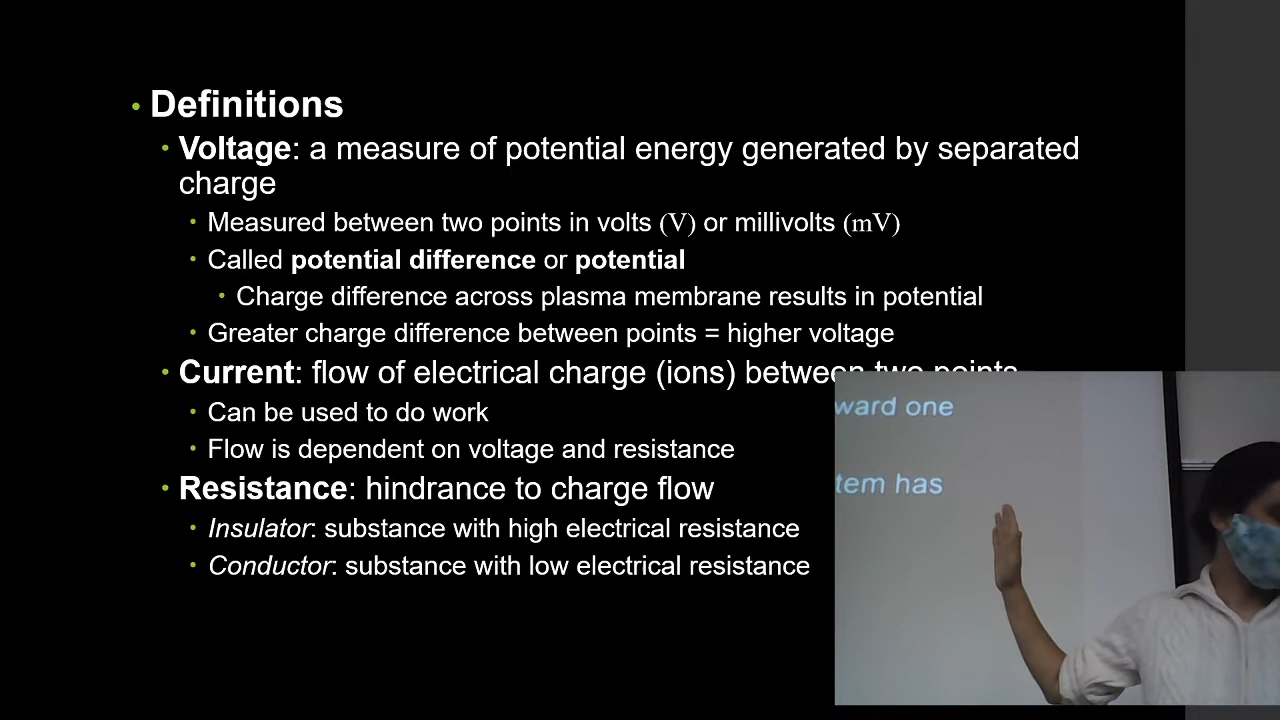 • Definitions
• Voltage: a measure of potential energy generated by separated
charge
• Measured between two points in volts (V) or millivolts (mV)
• Called potential difference or potential
• Charge difference across plasma membrane results in potential
• Greater charge difference between points = higher voltage
• Current: flow of electrical charge (ions) between two points
• Can be used to do work
• Flow is dependent on voltage and resistance
• Resistance: hindrance to charge flow
• Insulator: substance with high electrical resistance
• Conductor: substance with low electrical resistance
ward one
tem has